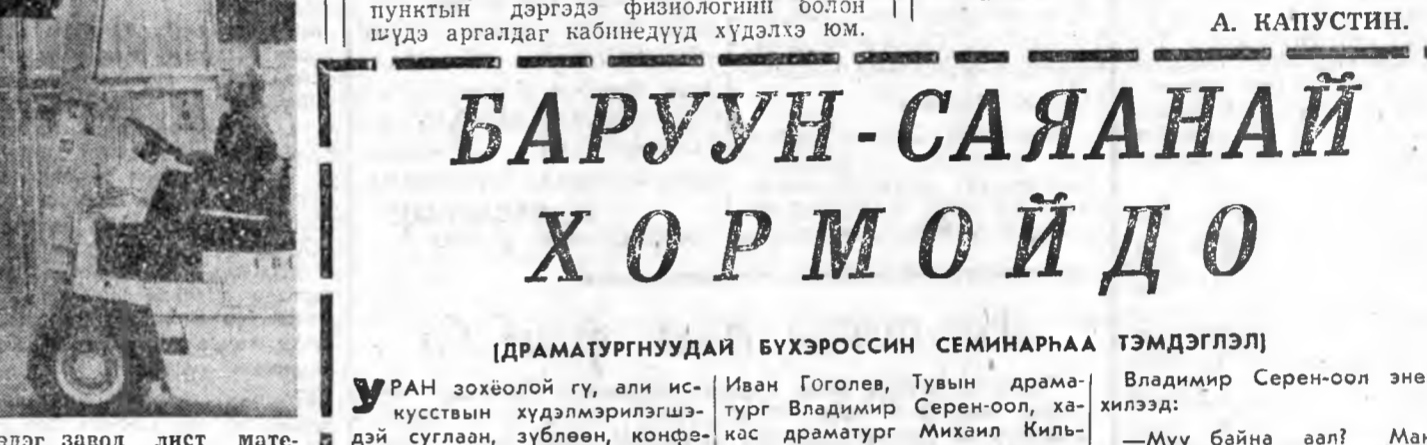 пунктын дэргэдэ физиологиин болон
шүдэ аргалдаг кабинедүүд хүдэлхэ юм.
А. КАПУСТИН.
БАРУУН-САЯАНАЙ
ХОРМОЙДО
(ДРАМАТУРГНУУДАЙ БҮХЭРОССИН СЕМИНАРҺАА ТЭМДЭГЛЭЛ)
УРАН зохёолой гү, али ис-
кусствын хүдэлмэрилэгшэ-
дэй суглаан, зүблөөн, конфе-
Иван Гоголев, Тувын драма-
тург Владимир Серен-оол, ха-
кас драматург Михаил Киль-
Владимир Серен-оол эне
хилээд:
—Муу байна аал? Ма
завод лист мате-